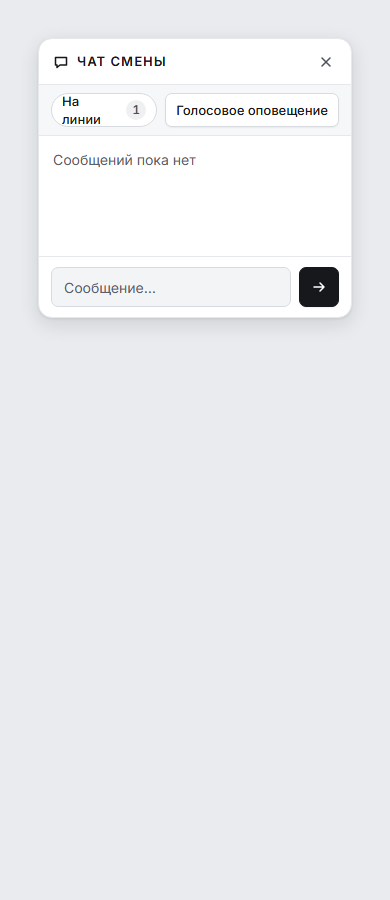 ЧАТ СМЕНЫ
На
линии
1
Голосовое оповещение
Сообщений пока нет
Сообщение...